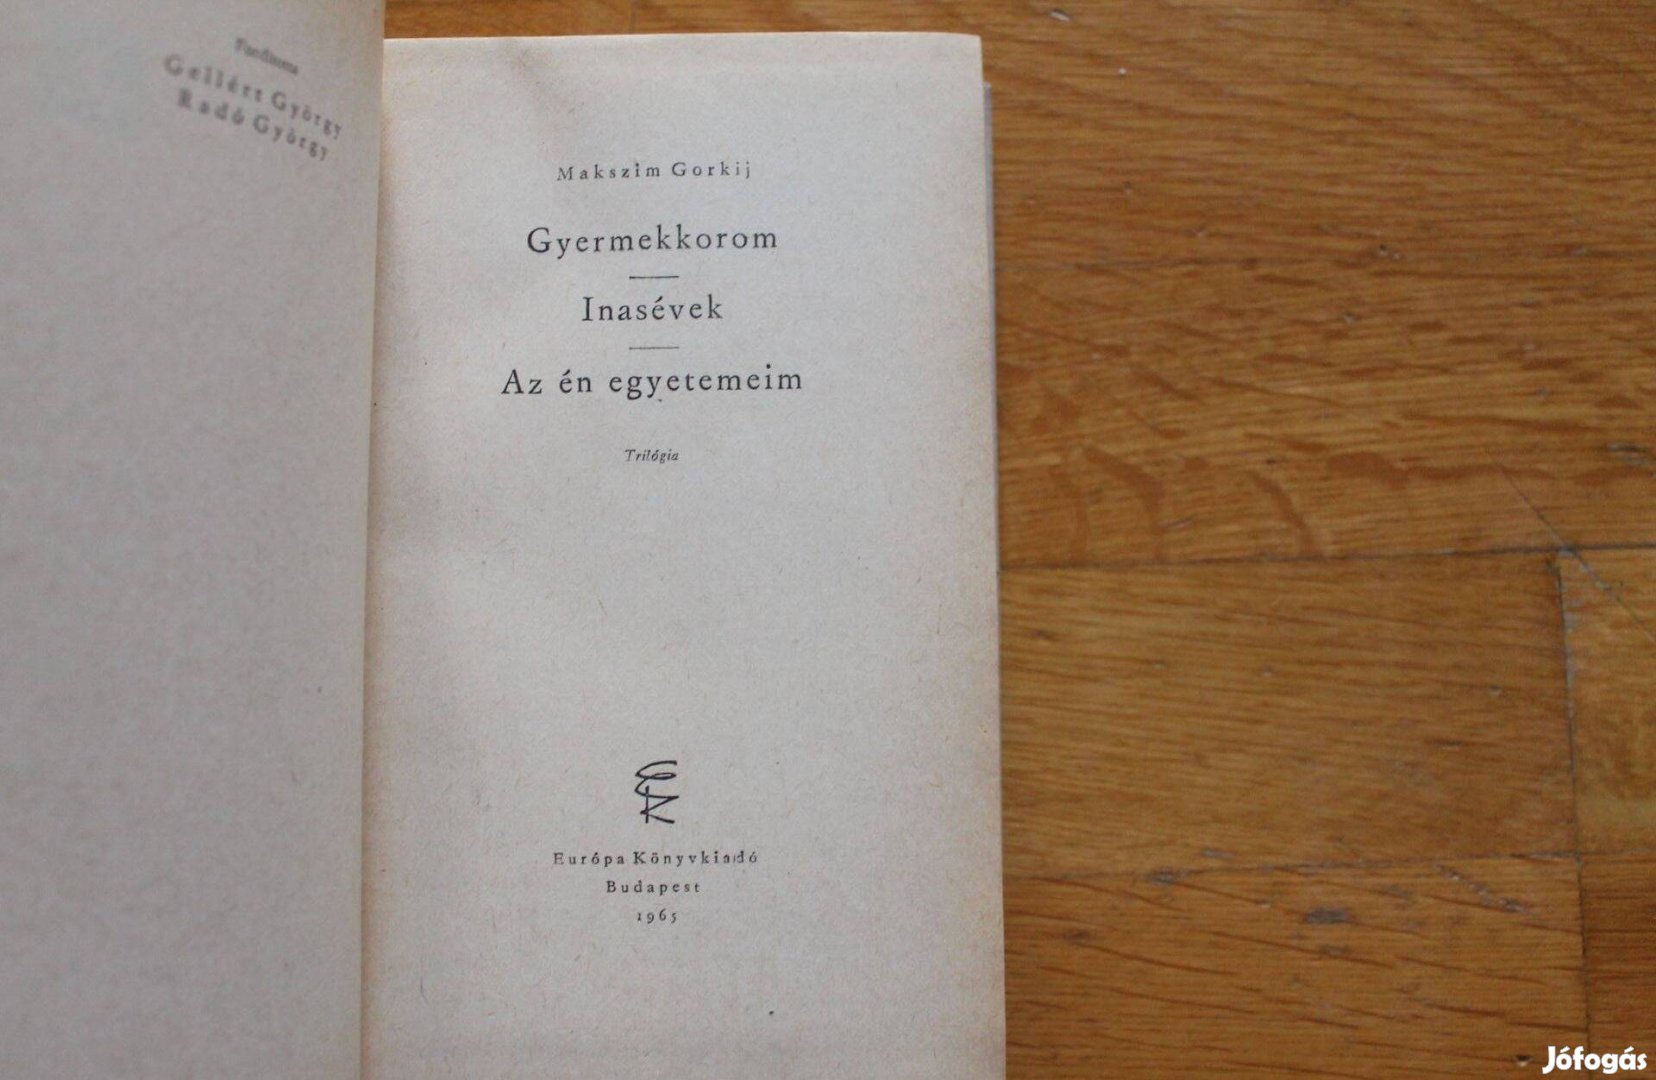 Fordította
Gellért György
Radó György
Makszim Gorkij
Gyermekkorom
Inasévek
Az én egyetemeim
Trilógia
Európa Könyvkiadó
Budapest
1965
Jófogás